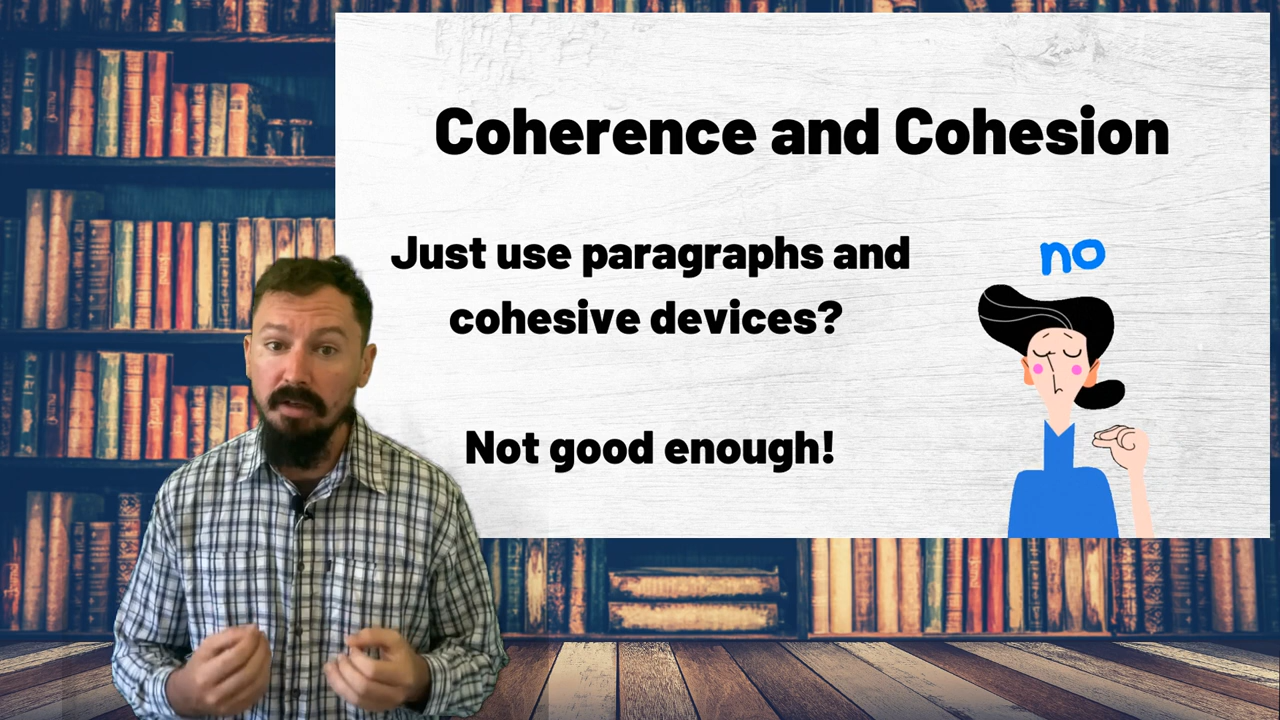 Coherence and Cohesion
Just use paragraphs and
cohesive devices?
no
Not good enough!